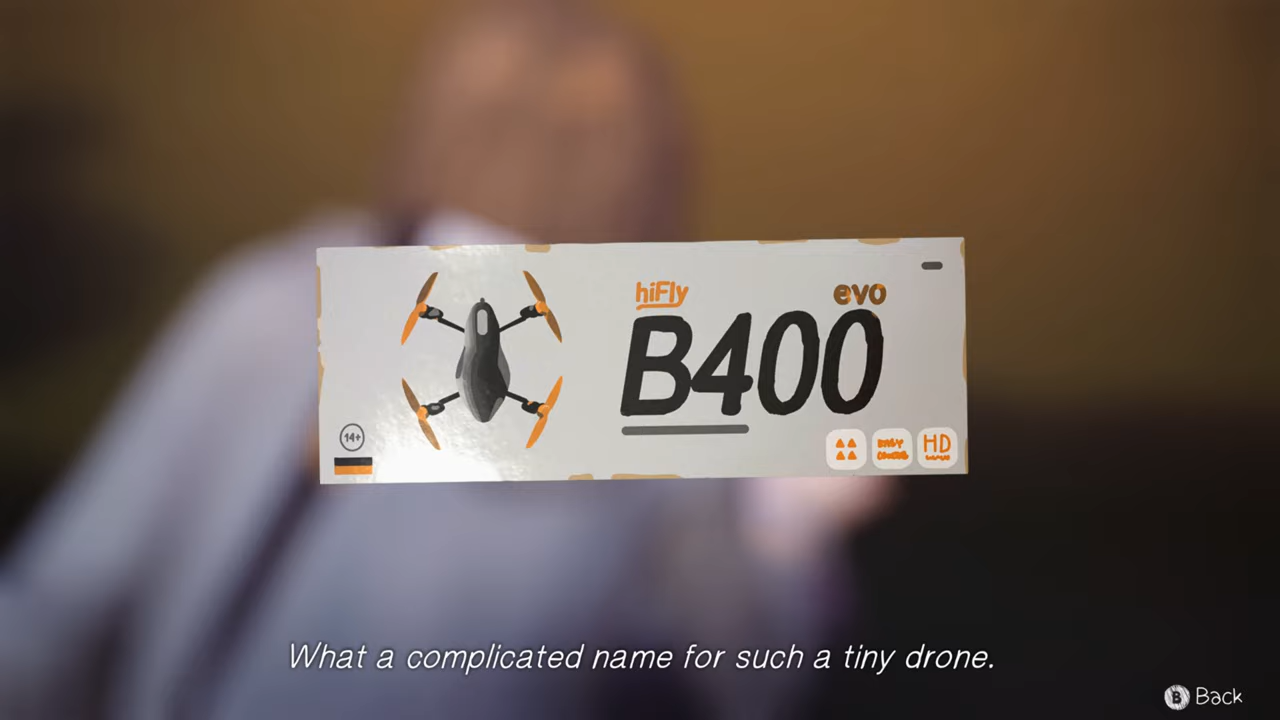 hiFly
evo
B400
14+
HD
What a complicated name for such a tiny drone.
B Back